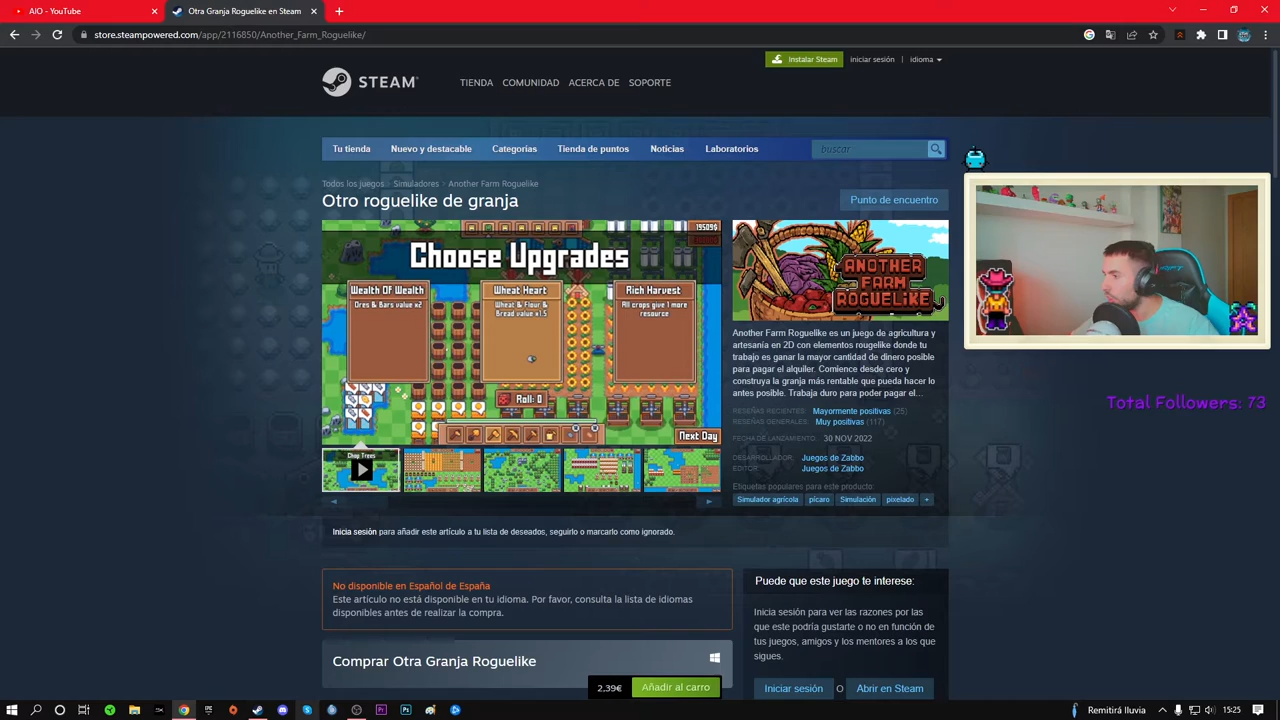 AIO - YouTube
Otra Granja Roguelike en Steam
store.steampowered.com/app/2116850/Another_Farm_Roguelike/
Instalar Steam
iniciar sesión
|
idioma
STEAM
TIENDA
COMUNIDAD
ACERCA DE
SOPORTE
Tu tienda
Nuevo y destacable
Categorías
Tienda de puntos
Noticias
Laboratorios
buscar
Todos los juegos > Simuladores > Another Farm Roguelike
Otro roguelike de granja
Punto de encuentro
19509$
Choose Upgrades
Wealth Of Wealth
Ores & Bars value x2
Wheat Heart
Wheat & Flour &
Bread value x1.5
Rich Harvest
All crops give 1 more
resource
Roll: 0
Next Day
Chop Trees
ANOTHER
FARM
ROGUELIKE
Another Farm Roguelike es un juego de agricultura y
artesanía en 2D con elementos rougelike donde tu
trabajo es ganar la mayor cantidad de dinero posible
para pagar el alquiler. Comience desde cero y
construya la granja más rentable que pueda hacer lo
antes posible. Trabaja duro para poder pagar el...
RESEÑAS RECIENTES: Mayormente positivas (25)
RESEÑAS GENERALES: Muy positivas (117)
FECHA DE LANZAMIENTO: 30 NOV 2022
DESARROLLADOR: Juegos de Zabbo
EDITOR: Juegos de Zabbo
Etiquetas populares para este producto:
Simulador agrícola
pícaro
Simulación
pixelado
+
Total Followers: 73
Inicia sesión para añadir este artículo a tu lista de deseados, seguirlo o marcarlo como ignorado.
No disponible en Español de España
Este artículo no está disponible en tu idioma. Por favor, consulta la lista de idiomas
disponibles antes de realizar la compra.
Puede que este juego te interese:
Inicia sesión para ver las razones por las
que este podría gustarte o no en función de
tus juegos, amigos y los mentores a los que
sigues.
Iniciar sesión
O
Abrir en Steam
Comprar Otra Granja Roguelike
2,39€
Añadir al carro
Remitirá lluvia
15:25